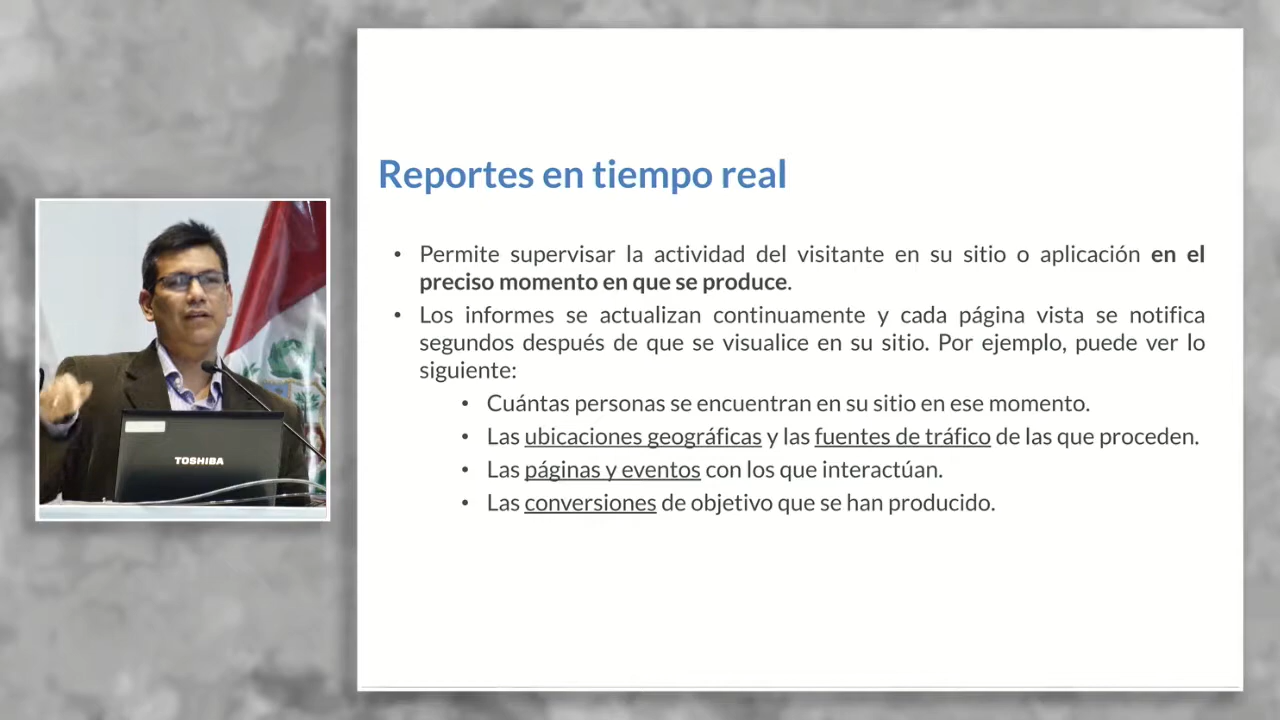 Reportes en tiempo real
• Permite supervisar la actividad del visitante en su sitio o aplicación en el
preciso momento en que se produce.
• Los informes se actualizan continuamente y cada página vista se notifica
segundos después de que se visualice en su sitio. Por ejemplo, puede ver lo
siguiente:
• Cuántas personas se encuentran en su sitio en ese momento.
• Las ubicaciones geográficas y las fuentes de tráfico de las que proceden.
• Las páginas y eventos con los que interactúan.
• Las conversiones de objetivo que se han producido.
TOSHIBA